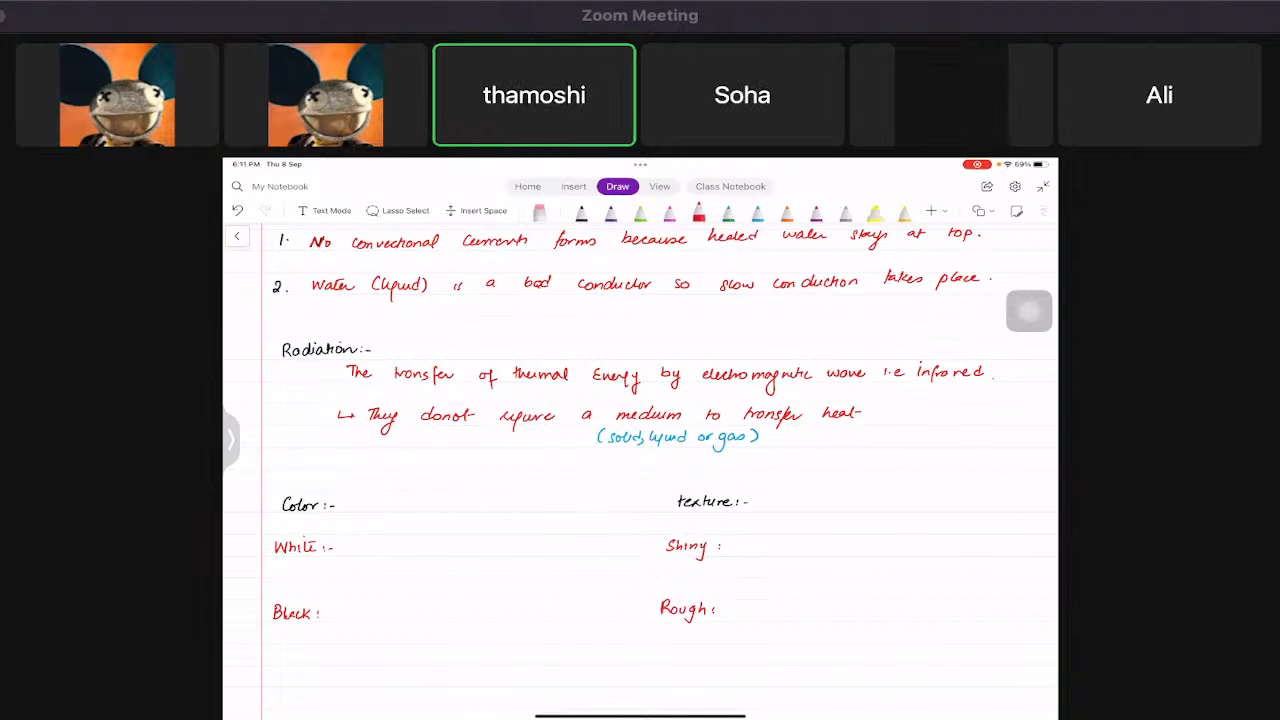 Zoom Meeting
thamoshi
Soha
Ali
6:11 PM Thu 8 Sep
69%
My Notebook
Home
Insert
Draw
View
Class Notebook
Text Mode
Lasso Select
Insert Space
1. No convectional currents forms because heated water stays at top.
2. Water (liquid) is a bad conductor so slow conduction takes place.
Radiation:-
The transfer of thermal Energy by electromagnetic wave i.e infrared.
↳ They donot require a medium to transfer heat
(solid, liquid or gas)
Color:-
Texture:-
White:-
Shiny:
Black:
Rough: